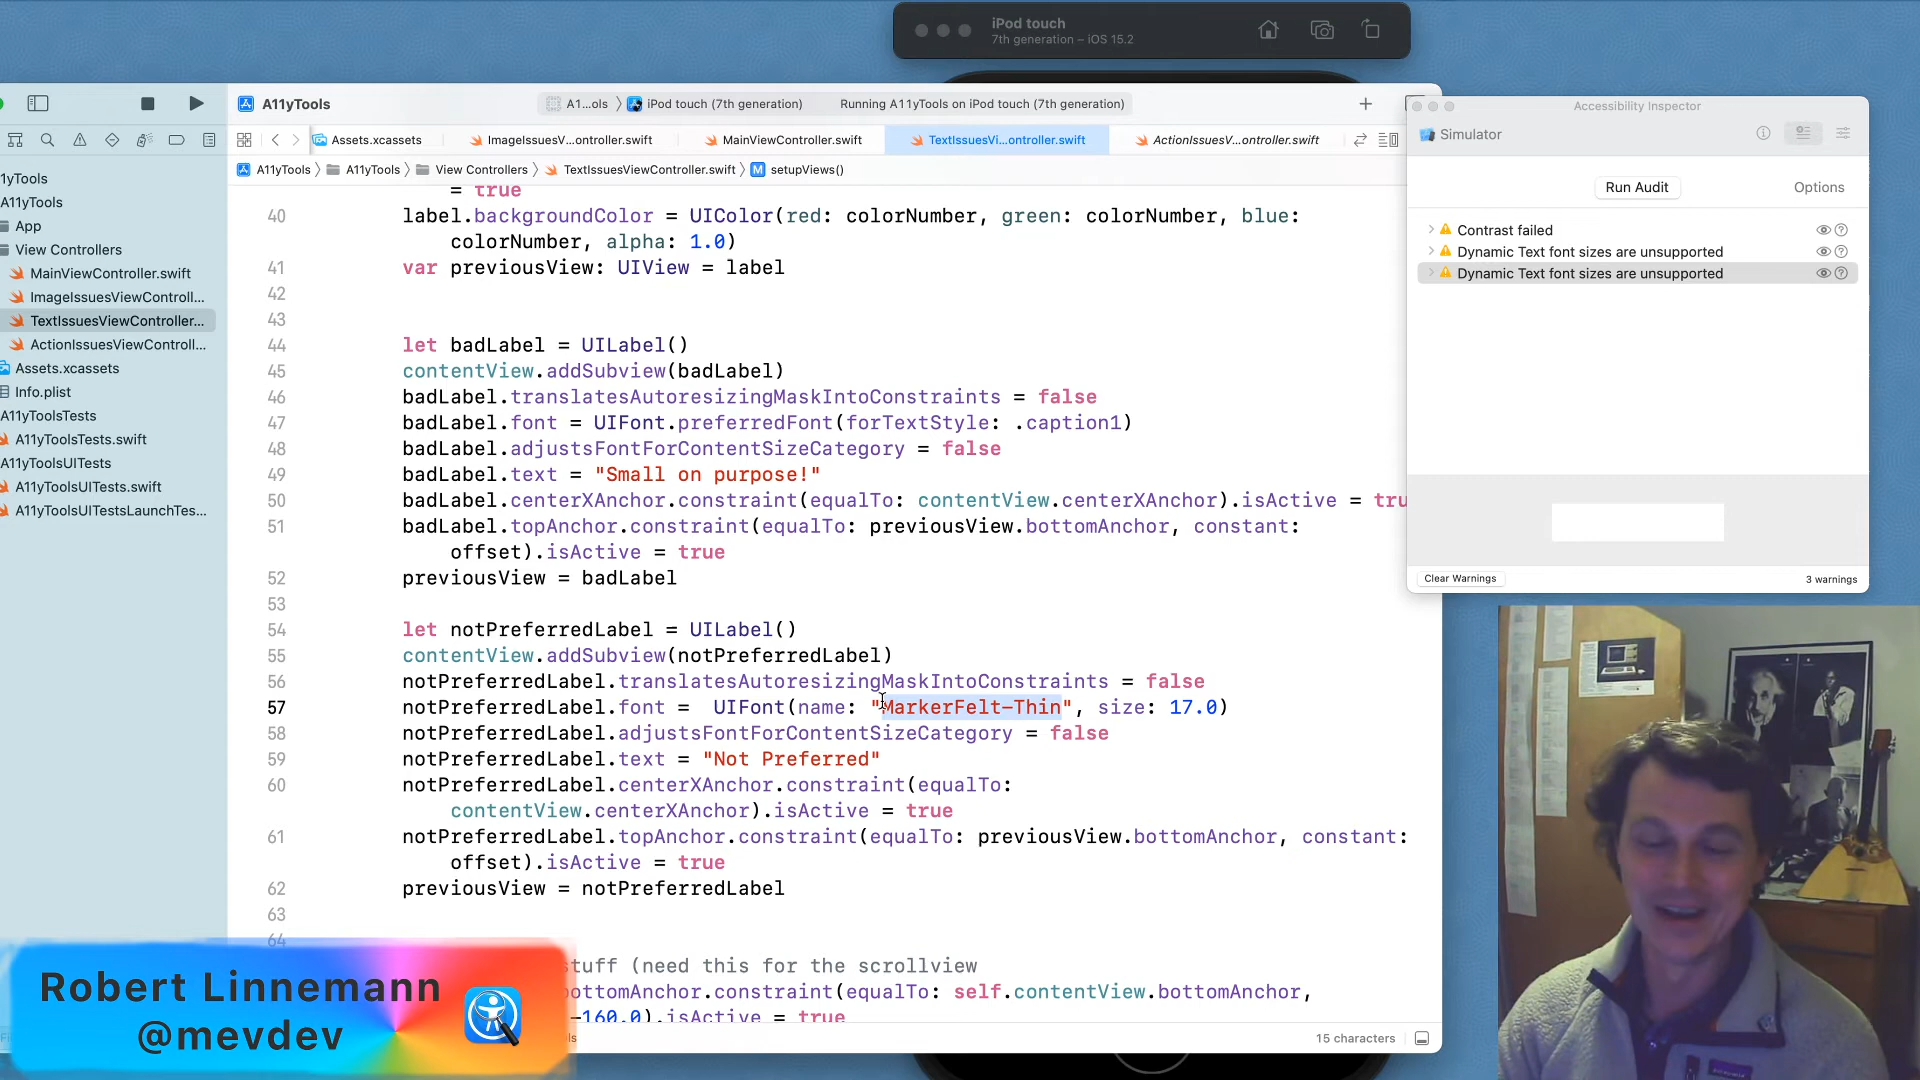 iPod touch
7th generation – iOS 15.2
A11yTools
A1...ols
iPod touch (7th generation)
Running A11yTools on iPod touch (7th generation)
Assets.xcassets
ImageIssuesV...ontroller.swift
MainViewController.swift
TextIssuesVi...ontroller.swift
ActionIssuesV...ontroller.swift
A11yTools
A11yTools
View Controllers
TextIssuesViewController.swift
M setupViews()
1yTools
A11yTools
App
View Controllers
MainViewController.swift
ImageIssuesViewControll...
TextIssuesViewController...
ActionIssuesViewControll...
Assets.xcassets
Info.plist
A11yToolsTests
A11yToolsTests.swift
A11yToolsUITests
A11yToolsUITests.swift
A11yToolsUITestsLaunchTes...
= true
40 label.backgroundColor = UIColor(red: colorNumber, green: colorNumber, blue:
colorNumber, alpha: 1.0)
41 var previousView: UIView = label
42
43
44 let badLabel = UILabel()
45 contentView.addSubview(badLabel)
46 badLabel.translatesAutoresizingMaskIntoConstraints = false
47 badLabel.font = UIFont.preferredFont(forTextStyle: .caption1)
48 badLabel.adjustsFontForContentSizeCategory = false
49 badLabel.text = "Small on purpose!"
50 badLabel.centerXAnchor.constraint(equalTo: contentView.centerXAnchor).isActive = tru
51 badLabel.topAnchor.constraint(equalTo: previousView.bottomAnchor, constant:
offset).isActive = true
52 previousView = badLabel
53
54 let notPreferredLabel = UILabel()
55 contentView.addSubview(notPreferredLabel)
56 notPreferredLabel.translatesAutoresizingMaskIntoConstraints = false
57 notPreferredLabel.font =  UIFont(name: "MarkerFelt-Thin", size: 17.0)
58 notPreferredLabel.adjustsFontForContentSizeCategory = false
59 notPreferredLabel.text = "Not Preferred"
60 notPreferredLabel.centerXAnchor.constraint(equalTo:
contentView.centerXAnchor).isActive = true
61 notPreferredLabel.topAnchor.constraint(equalTo: previousView.bottomAnchor, constant:
offset).isActive = true
62 previousView = notPreferredLabel
63
64
stuff (need this for the scrollview
ottomAnchor.constraint(equalTo: self.contentView.bottomAnchor,
-160.0).isActive = true
15 characters
Accessibility Inspector
Simulator
Run Audit
Options
Contrast failed
Dynamic Text font sizes are unsupported
Dynamic Text font sizes are unsupported
Clear Warnings
3 warnings
Robert Linnemann
@mevdev